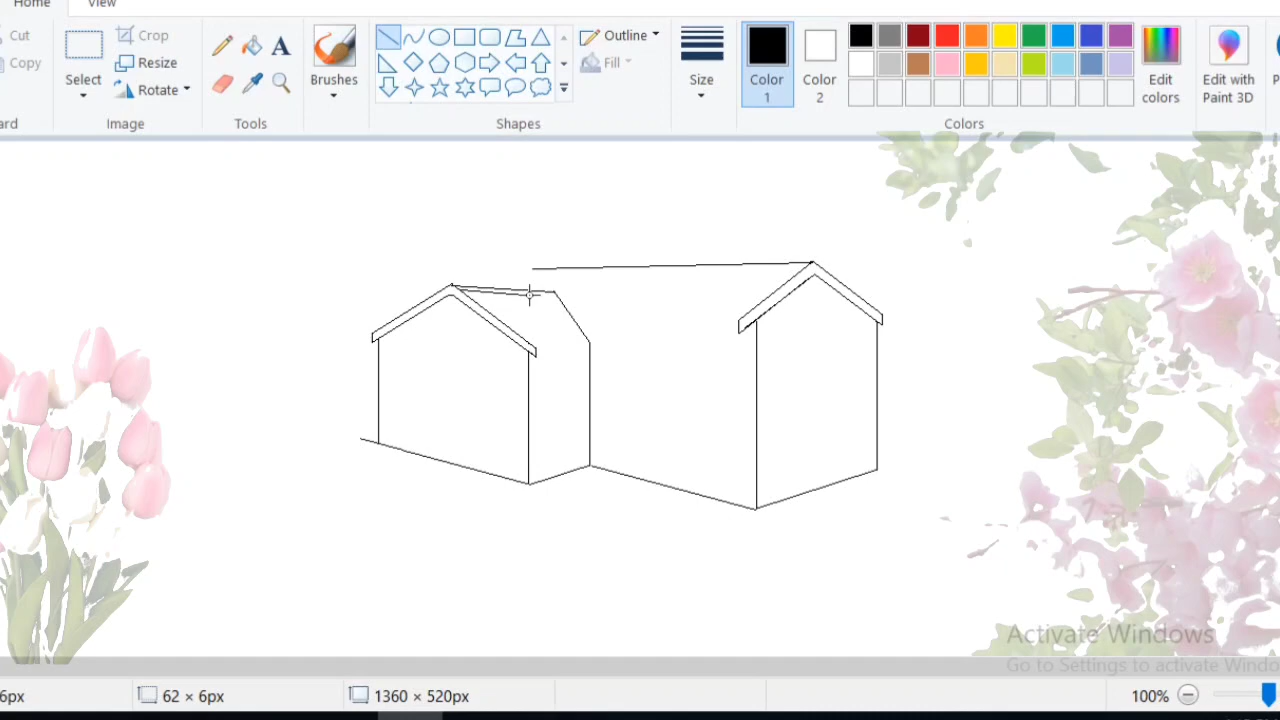 Home View
Cut
Copy
Select
Crop
Resize
Rotate
Brushes
Outline
Fill
Size
Color
1
Color
2
Edit
colors
Edit with
Paint 3D
Image
Tools
Shapes
Colors
Activate Windows
Go to Settings to activate Windo
62 × 6px
1360 × 520px
100%